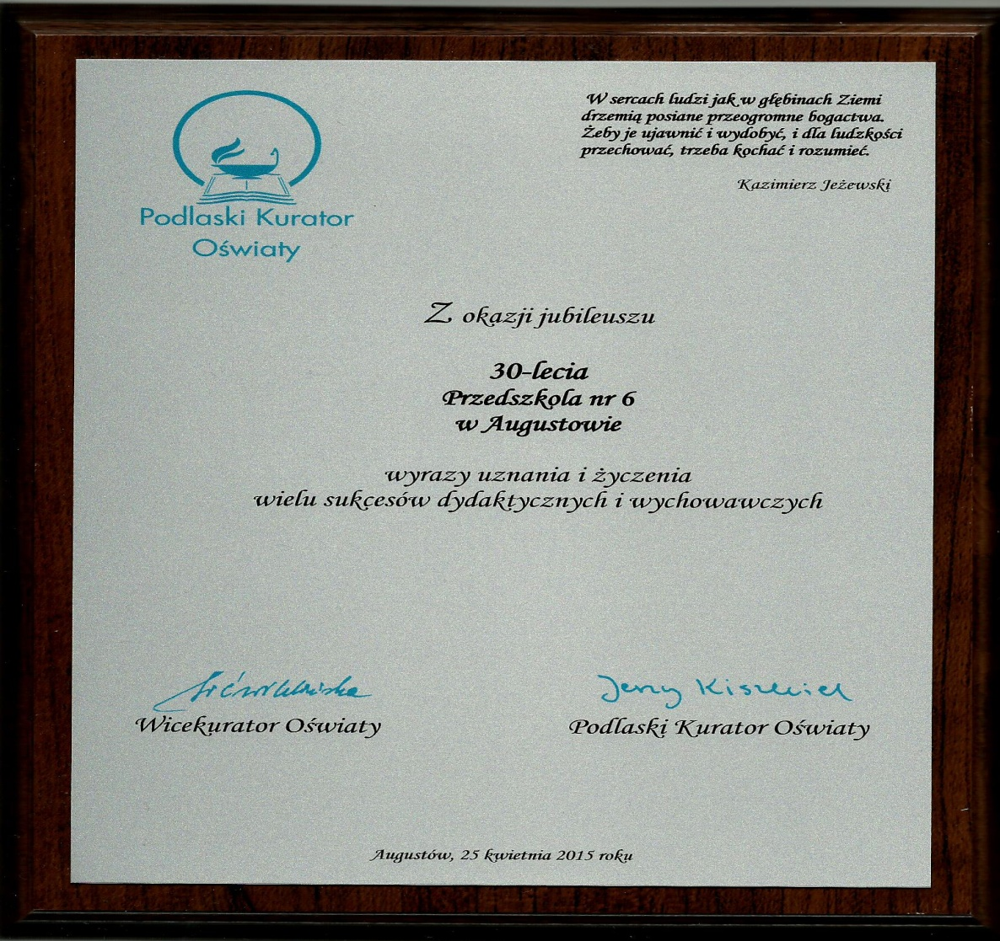 Podlaski Kurator
Oświaty
W sercach ludzi jak w głębinach Ziemi
drzemią posiane przeogromne bogactwa.
Żeby je ujawnić i wydobyć, i dla ludzkości
przechować, trzeba kochać i rozumieć.
Kazimierz Jeżewski
Z okazji jubileuszu
30-lecia
Przedszkola nr 6
w Augustowie
wyrazy uznania i życzenia
wielu sukcesów dydaktycznych i wychowawczych
Wicekurator Oświaty
Jerzy Kiszkiel
Podlaski Kurator Oświaty
Augustów, 25 kwietnia 2015 roku